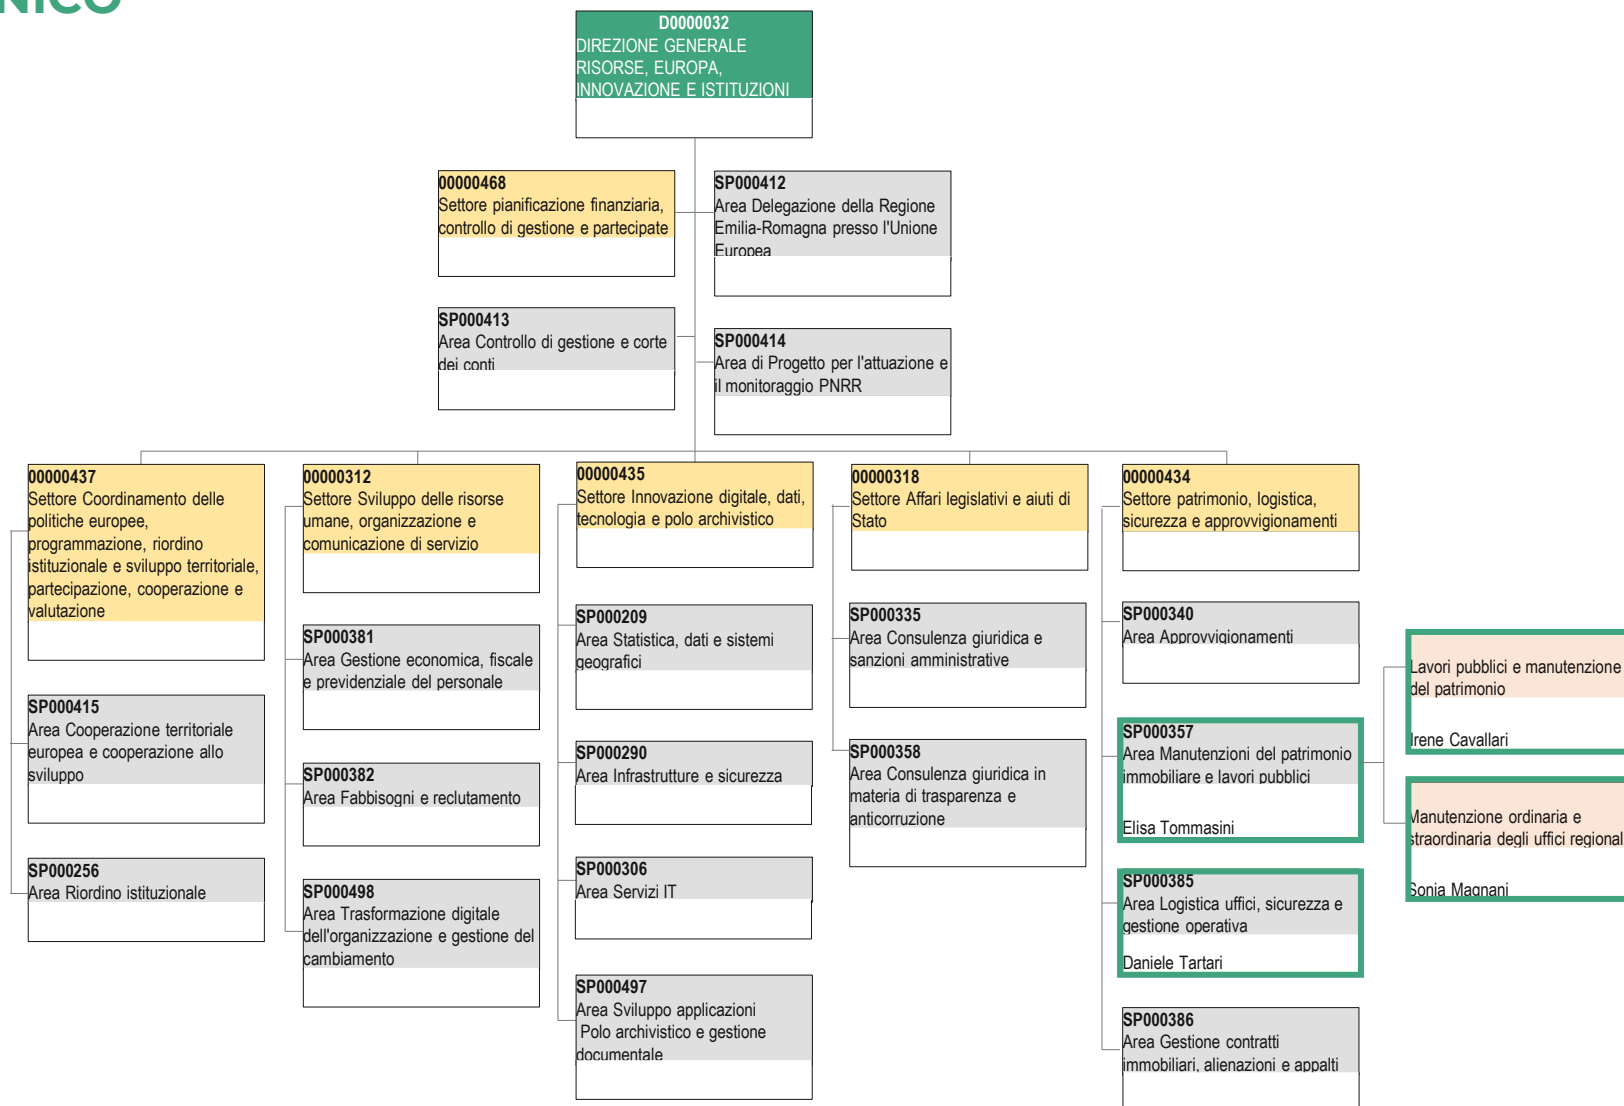 NICO
D0000032
DIREZIONE GENERALE
RISORSE, EUROPA,
INNOVAZIONE E ISTITUZIONI
00000468
Settore pianificazione finanziaria,
controllo di gestione e partecipate
SP000412
Area Delegazione della Regione
Emilia-Romagna presso l'Unione
Europea
SP000413
Area Controllo di gestione e corte
dei conti
SP000414
Area di Progetto per l'attuazione e
il monitoraggio PNRR
00000437
Settore Coordinamento delle
politiche europee,
programmazione, riordino
istituzionale e sviluppo territoriale,
partecipazione, cooperazione e
valutazione
SP000415
Area Cooperazione territoriale
europea e cooperazione allo
sviluppo
SP000256
Area Riordino istituzionale
00000312
Settore Sviluppo delle risorse
umane, organizzazione e
comunicazione di servizio
SP000381
Area Gestione economica, fiscale
e previdenziale del personale
SP000382
Area Fabbisogni e reclutamento
SP000498
Area Trasformazione digitale
dell'organizzazione e gestione del
cambiamento
00000435
Settore Innovazione digitale, dati,
tecnologia e polo archivistico
SP000209
Area Statistica, dati e sistemi
geografici
SP000290
Area Infrastrutture e sicurezza
SP000306
Area Servizi IT
SP000497
Area Sviluppo applicazioni
Polo archivistico e gestione
documentale
00000318
Settore Affari legislativi e aiuti di
Stato
SP000335
Area Consulenza giuridica e
sanzioni amministrative
SP000358
Area Consulenza giuridica in
materia di trasparenza e
anticorruzione
00000434
Settore patrimonio, logistica,
sicurezza e approvvigionamenti
SP000340
Area Approvvigionamenti
SP000357
Area Manutenzioni del patrimonio
immobiliare e lavori pubblici
Elisa Tommasini
SP000385
Area Logistica uffici, sicurezza e
gestione operativa
Daniele Tartari
SP000386
Area Gestione contratti
immobiliari, alienazioni e appalti
Lavori pubblici e manutenzione
del patrimonio
Irene Cavallari
Manutenzione ordinaria e
straordinaria degli uffici regional
Sonia Magnani